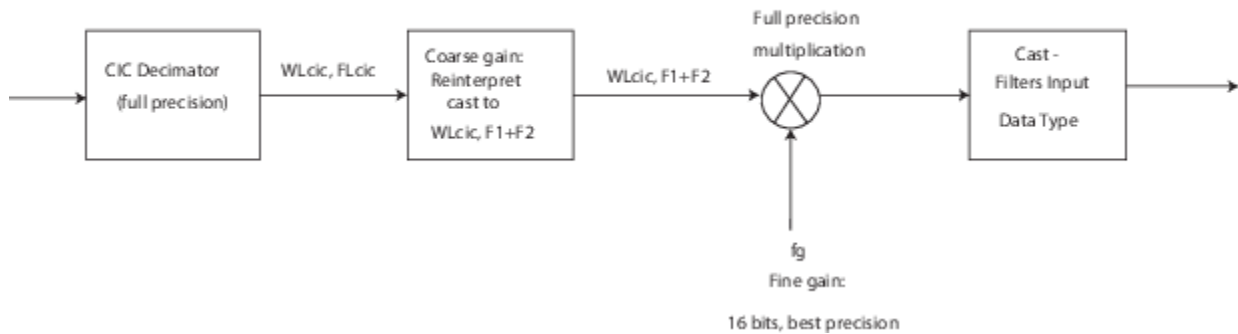 CIC Decimator
(full precision)
WLcic, FLcic
Coarse gain:
Reinterpret
cast to
WLcic, F1+F2
WLcic, F1+F2
Full precision
multiplication
fg
Fine gain:
16 bits, best precision
Cast -
Filters Input
Data Type